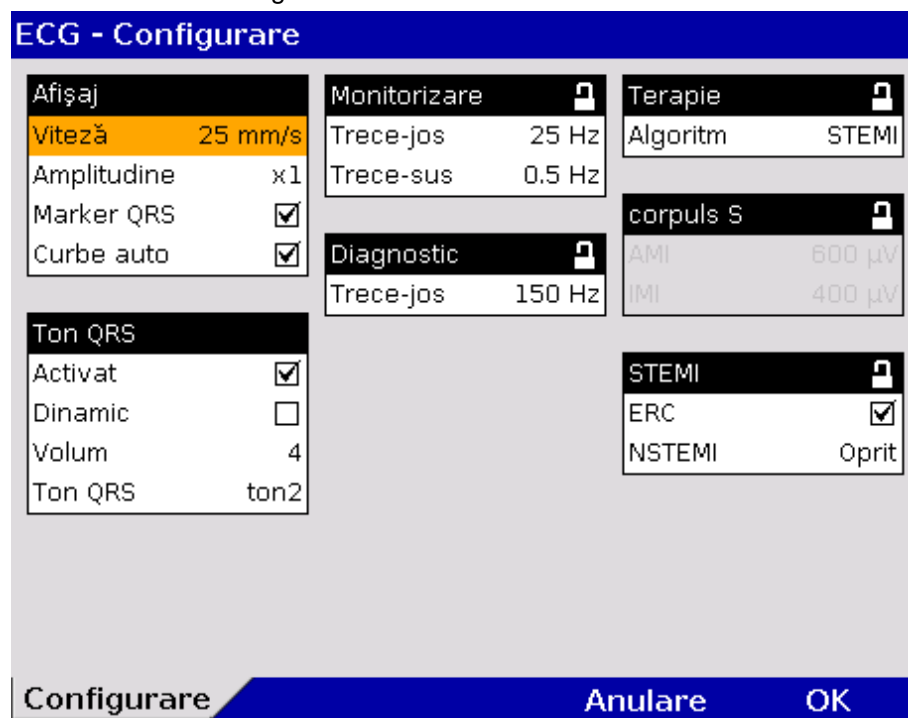 ECG - Configurare
Afişaj
Viteză 25 mm/s
Amplitudine x1
Marker QRS
Curbe auto
Ton QRS
Activat
Dinamic
Volum 4
Ton QRS ton2
Monitorizare
Trece-jos 25 Hz
Trece-sus 0.5 Hz
Diagnostic
Trece-jos 150 Hz
Terapie
Algoritm STEMI
corpuls S
AMI 600 µV
IMI 400 µV
STEMI
ERC
NSTEMI Oprit
Configurare Anulare OK